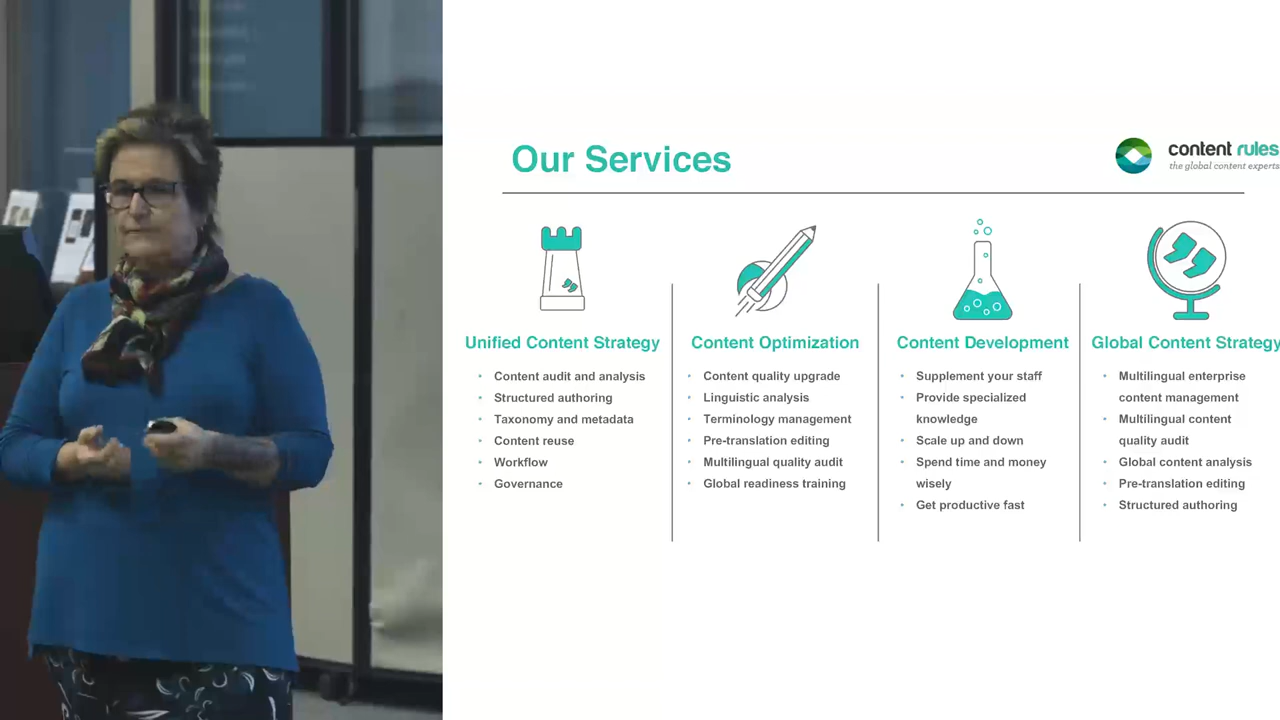 Our Services
content rules
the global content experts
Unified Content Strategy
Content audit and analysis
Structured authoring
Taxonomy and metadata
Content reuse
Workflow
Governance
Content Optimization
Content quality upgrade
Linguistic analysis
Terminology management
Pre-translation editing
Multilingual quality audit
Global readiness training
Content Development
Supplement your staff
Provide specialized
knowledge
Scale up and down
Spend time and money
wisely
Get productive fast
Global Content Strategy
Multilingual enterprise
content management
Multilingual content
quality audit
Global content analysis
Pre-translation editing
Structured authoring